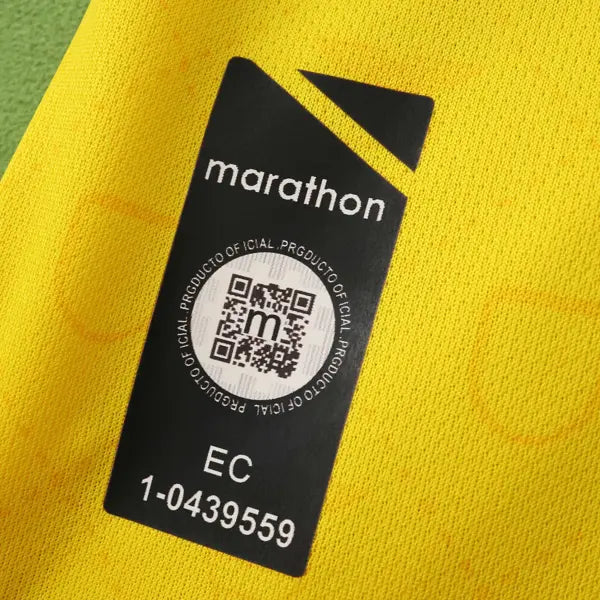 marathon
PRGDUCTO OF ICIAL .PRGDUCTO OF ICIAL .PRGDUCTO OF ICIAL .
m
EC
1-0439559